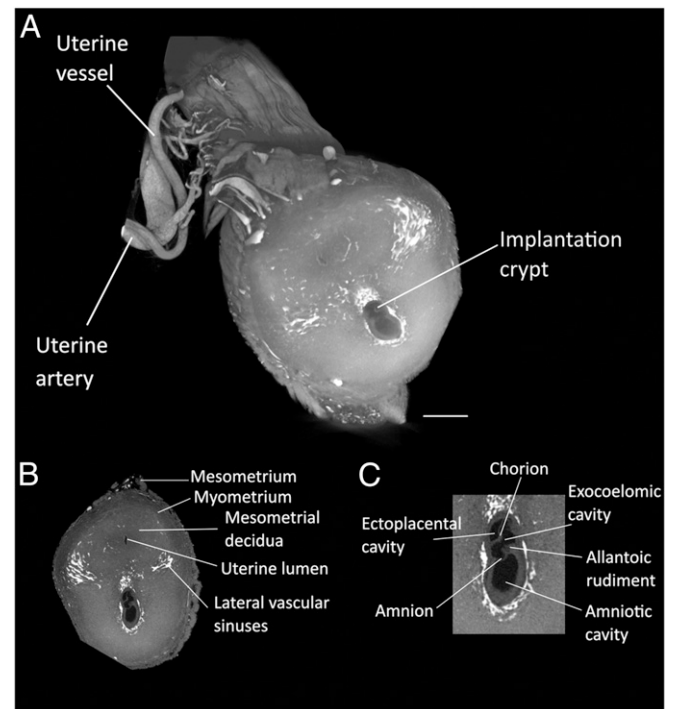 A
Uterine
vessel
Implantation
crypt
Uterine
artery
B
Mesometrium
Myometrium
Mesometrial
decidua
Uterine lumen
Lateral vascular
sinuses
C
Chorion
Exocoelomic
cavity
Ectoplacental
cavity
Allantoic
rudiment
Amnion
Amniotic
cavity